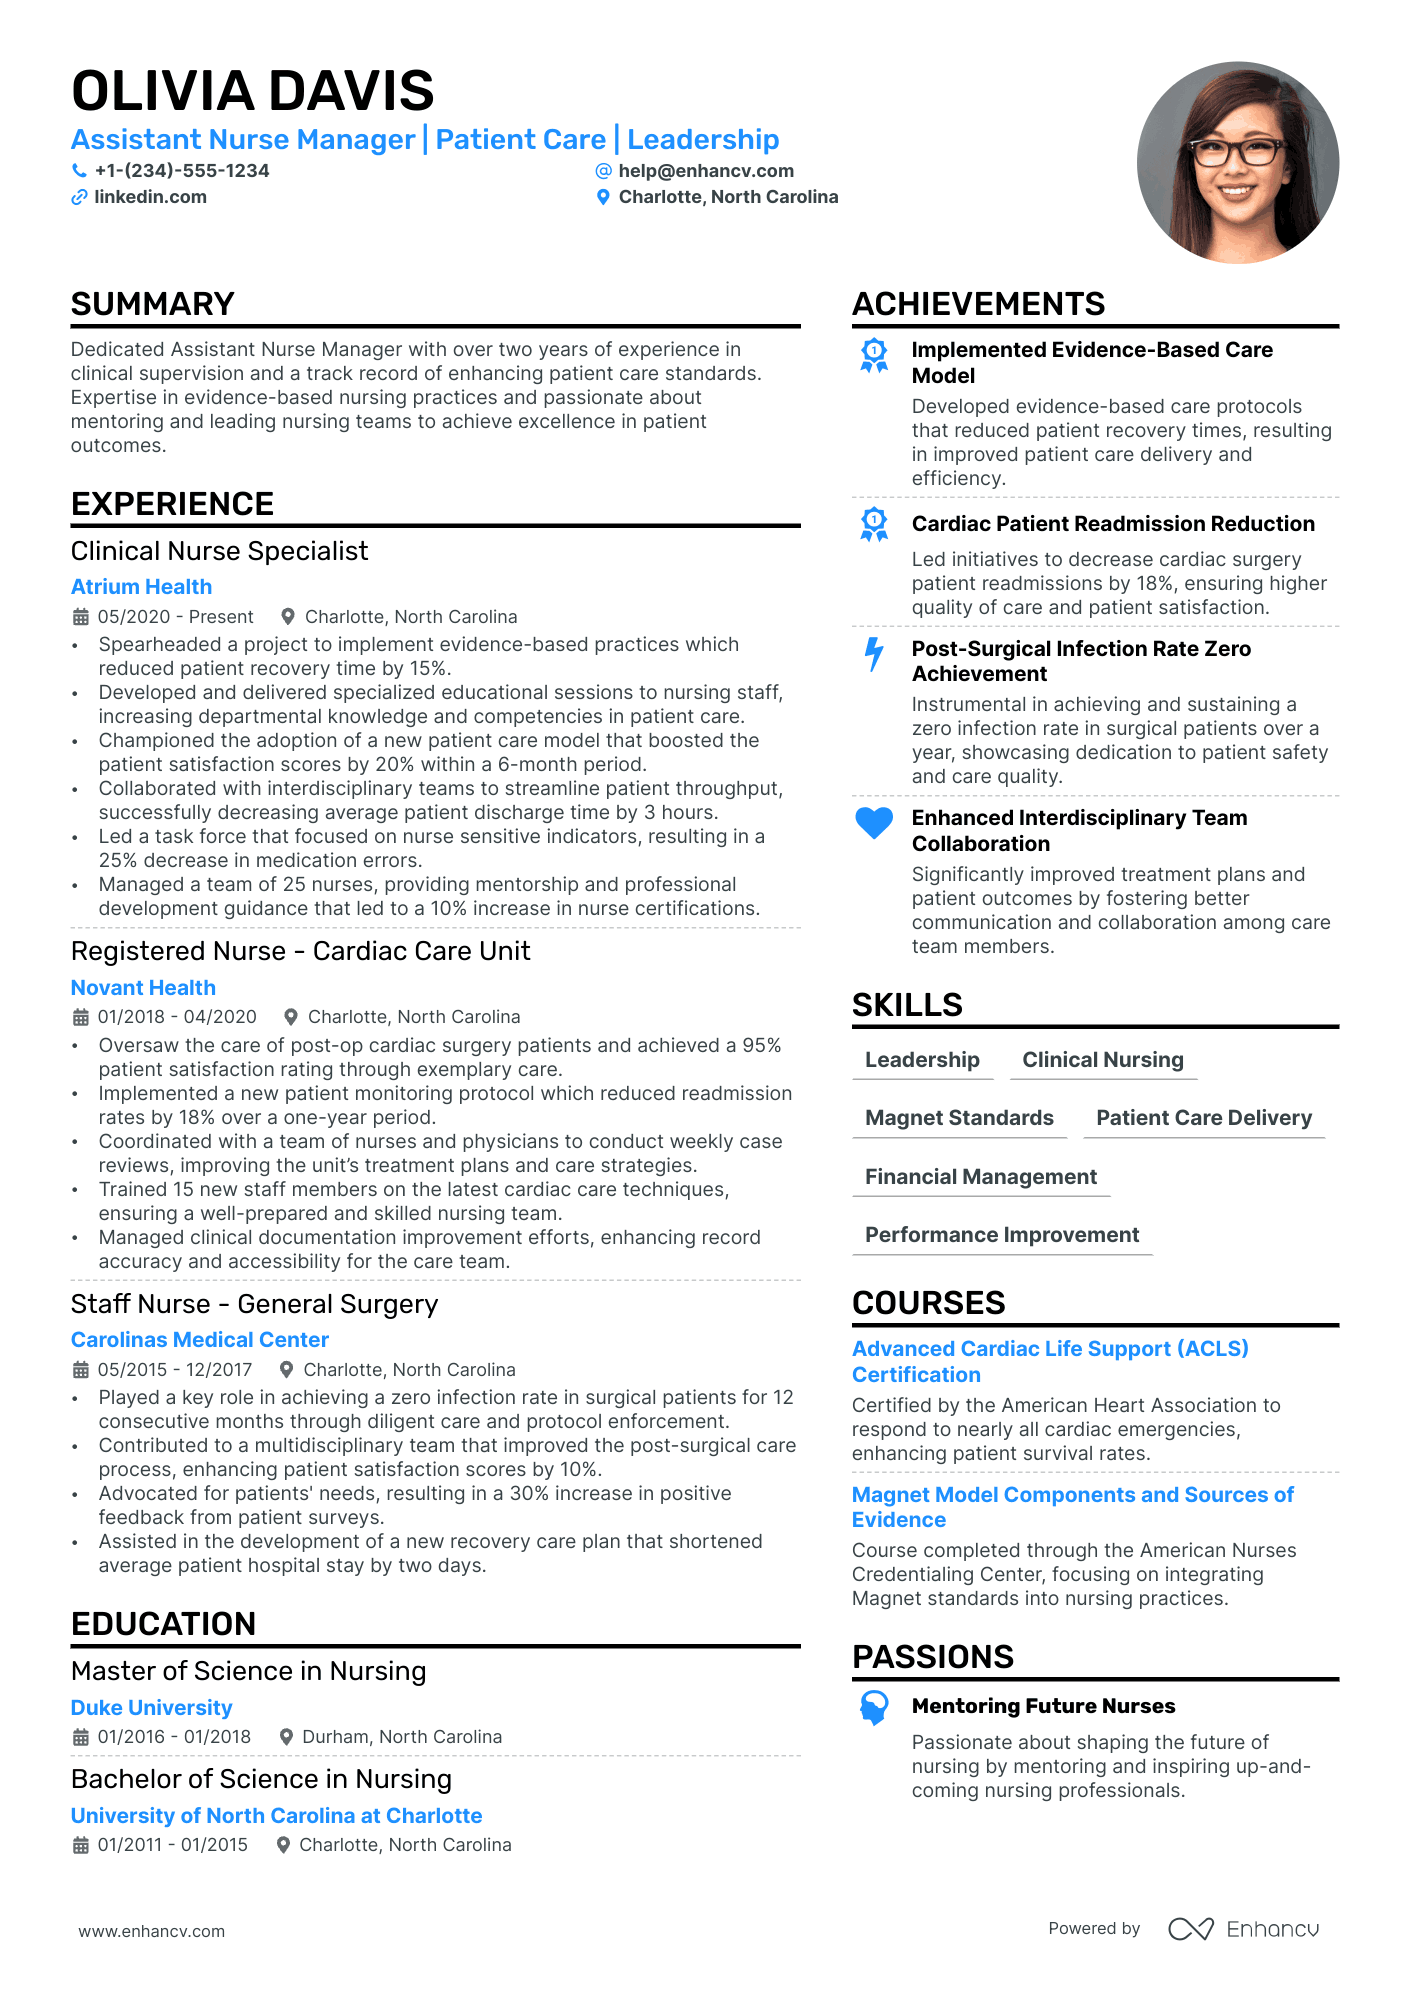 OLIVIA DAVIS
Assistant Nurse Manager | Patient Care | Leadership
+1-(234)-555-1234
help@enhancv.com
linkedin.com
Charlotte, North Carolina
SUMMARY
Dedicated Assistant Nurse Manager with over two years of experience in
clinical supervision and a track record of enhancing patient care standards.
Expertise in evidence-based nursing practices and passionate about
mentoring and leading nursing teams to achieve excellence in patient
outcomes.
EXPERIENCE
Clinical Nurse Specialist
Atrium Health
05/2020 - Present Charlotte, North Carolina
• Spearheaded a project to implement evidence-based practices which
reduced patient recovery time by 15%.
• Developed and delivered specialized educational sessions to nursing staff,
increasing departmental knowledge and competencies in patient care.
• Championed the adoption of a new patient care model that boosted the
patient satisfaction scores by 20% within a 6-month period.
• Collaborated with interdisciplinary teams to streamline patient throughput,
successfully decreasing average patient discharge time by 3 hours.
• Led a task force that focused on nurse sensitive indicators, resulting in a
25% decrease in medication errors.
• Managed a team of 25 nurses, providing mentorship and professional
development guidance that led to a 10% increase in nurse certifications.
Registered Nurse - Cardiac Care Unit
Novant Health
01/2018 - 04/2020 Charlotte, North Carolina
• Oversaw the care of post-op cardiac surgery patients and achieved a 95%
patient satisfaction rating through exemplary care.
• Implemented a new patient monitoring protocol which reduced readmission
rates by 18% over a one-year period.
• Coordinated with a team of nurses and physicians to conduct weekly case
reviews, improving the unit’s treatment plans and care strategies.
• Trained 15 new staff members on the latest cardiac care techniques,
ensuring a well-prepared and skilled nursing team.
• Managed clinical documentation improvement efforts, enhancing record
accuracy and accessibility for the care team.
Staff Nurse - General Surgery
Carolinas Medical Center
05/2015 - 12/2017 Charlotte, North Carolina
• Played a key role in achieving a zero infection rate in surgical patients for 12
consecutive months through diligent care and protocol enforcement.
• Contributed to a multidisciplinary team that improved the post-surgical care
process, enhancing patient satisfaction scores by 10%.
• Advocated for patients' needs, resulting in a 30% increase in positive
feedback from patient surveys.
• Assisted in the development of a new recovery care plan that shortened
average patient hospital stay by two days.
EDUCATION
Master of Science in Nursing
Duke University
01/2016 - 01/2018 Durham, North Carolina
Bachelor of Science in Nursing
University of North Carolina at Charlotte
01/2011 - 01/2015 Charlotte, North Carolina
ACHIEVEMENTS
1
Implemented Evidence-Based Care
Model
Developed evidence-based care protocols
that reduced patient recovery times, resulting
in improved patient care delivery and
efficiency.
1
Cardiac Patient Readmission Reduction
Led initiatives to decrease cardiac surgery
patient readmissions by 18%, ensuring higher
quality of care and patient satisfaction.
Post-Surgical Infection Rate Zero
Achievement
Instrumental in achieving and sustaining a
zero infection rate in surgical patients over a
year, showcasing dedication to patient safety
and care quality.
Enhanced Interdisciplinary Team
Collaboration
Significantly improved treatment plans and
patient outcomes by fostering better
communication and collaboration among care
team members.
SKILLS
Leadership Clinical Nursing
Magnet Standards Patient Care Delivery
Financial Management
Performance Improvement
COURSES
Advanced Cardiac Life Support (ACLS)
Certification
Certified by the American Heart Association to
respond to nearly all cardiac emergencies,
enhancing patient survival rates.
Magnet Model Components and Sources of
Evidence
Course completed through the American Nurses
Credentialing Center, focusing on integrating
Magnet standards into nursing practices.
PASSIONS
Mentoring Future Nurses
Passionate about shaping the future of
nursing by mentoring and inspiring up-and-
coming nursing professionals.
www.enhancv.com
Powered by Enhancv